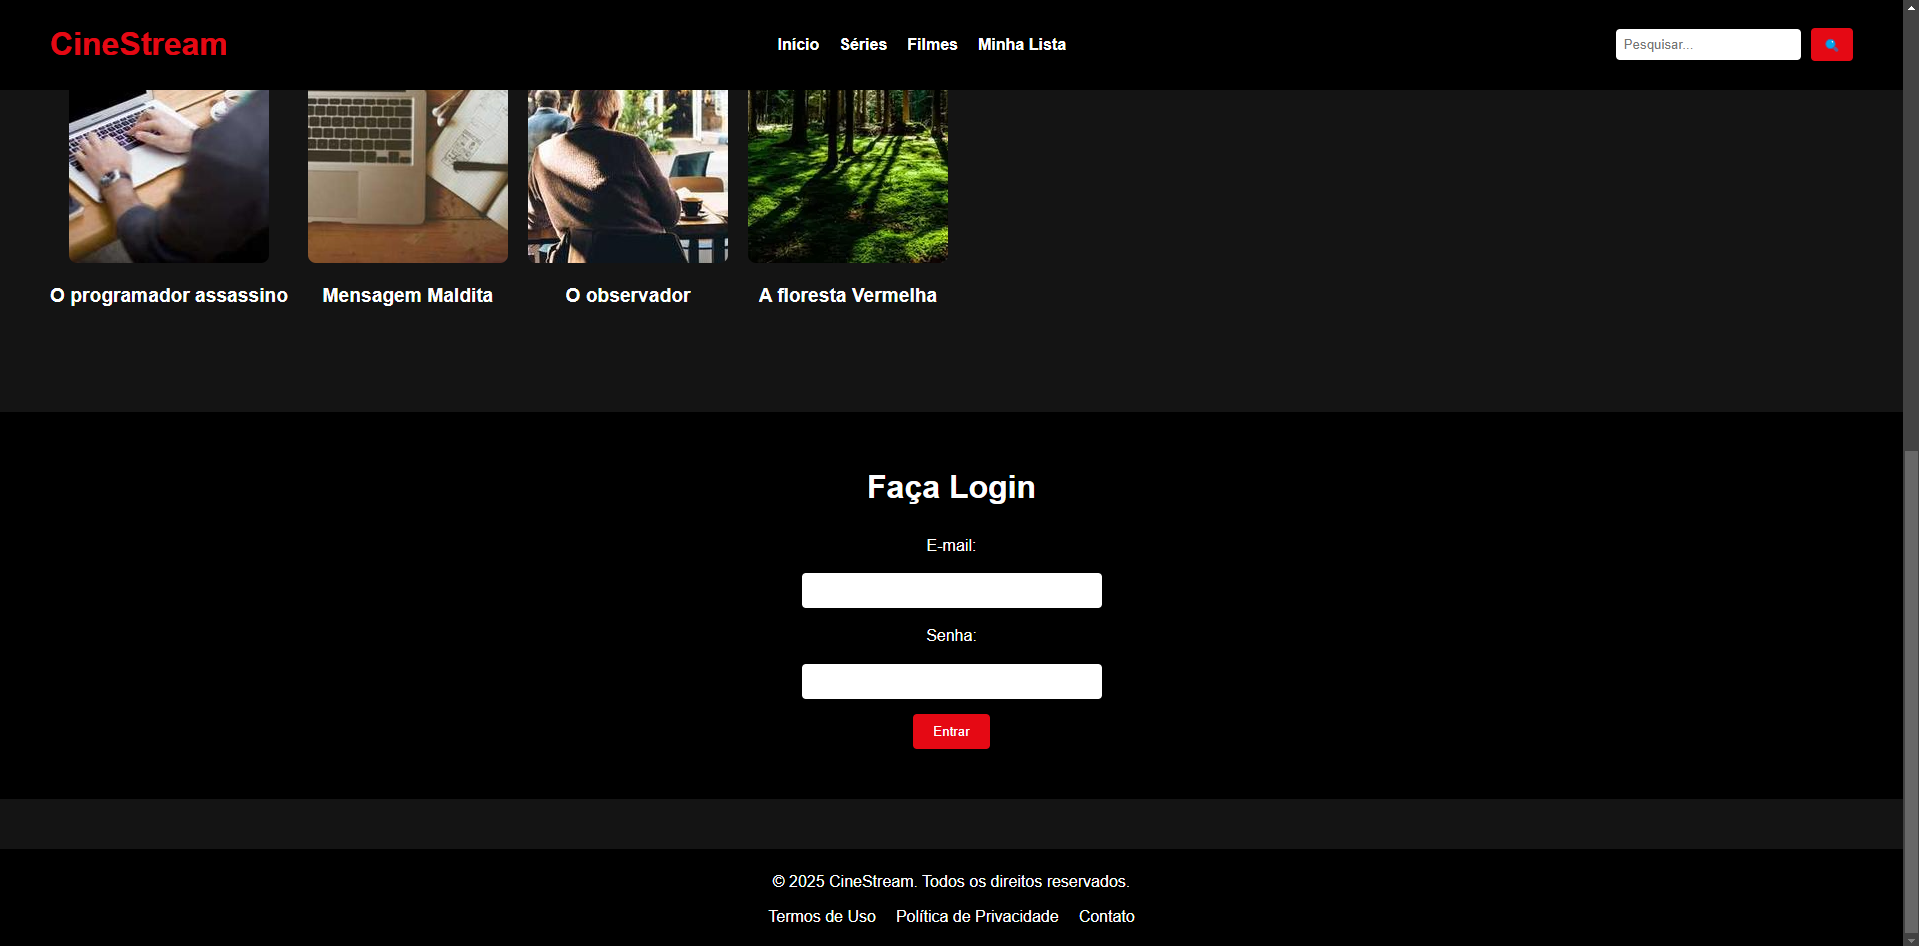 CineStream
Início Séries Filmes Minha Lista
Pesquisar...
O programador assassino
Mensagem Maldita
O observador
A floresta Vermelha
Faça Login
E-mail:
Senha:
Entrar
© 2025 CineStream. Todos os direitos reservados.
Termos de Uso Política de Privacidade Contato